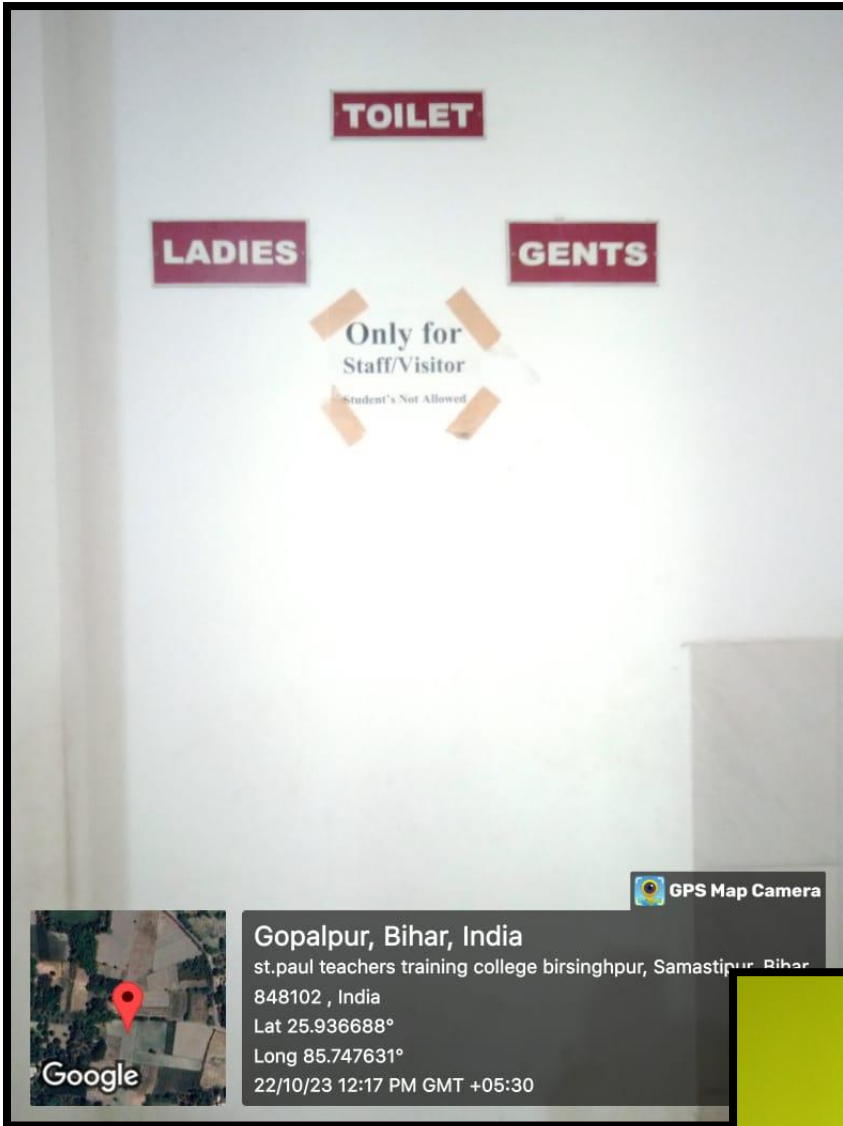 TOILET
LADIES
GENTS
Only for
Staff/Visitor
Student's Not Allowed
GPS Map Camera
Gopalpur, Bihar, India
st.paul teachers training college birsinghpur, Samastipur, Bihar
848102 , India
Lat 25.936688°
Long 85.747631°
22/10/23 12:17 PM GMT +05:30
Google